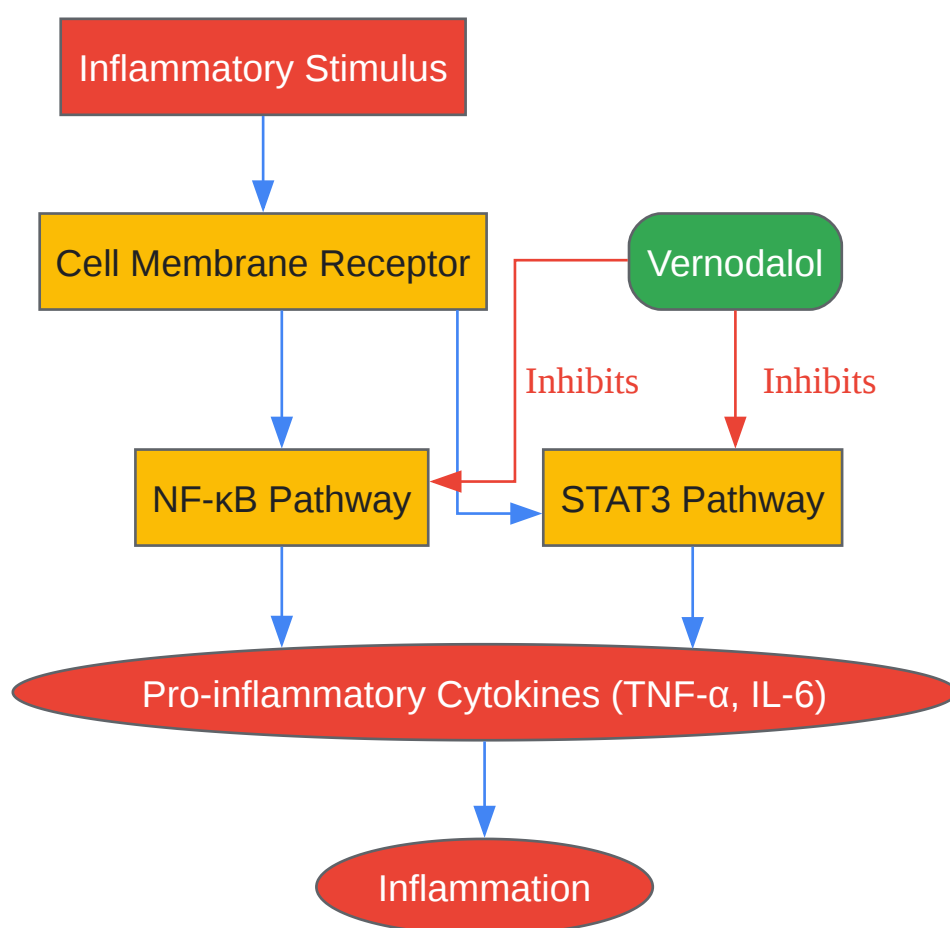 Inflammatory Stimulus
Cell Membrane Receptor
Vernodalol
Inhibits
Inhibits
NF-κB Pathway
STAT3 Pathway
Pro-inflammatory Cytokines (TNF-α, IL-6)
Inflammation